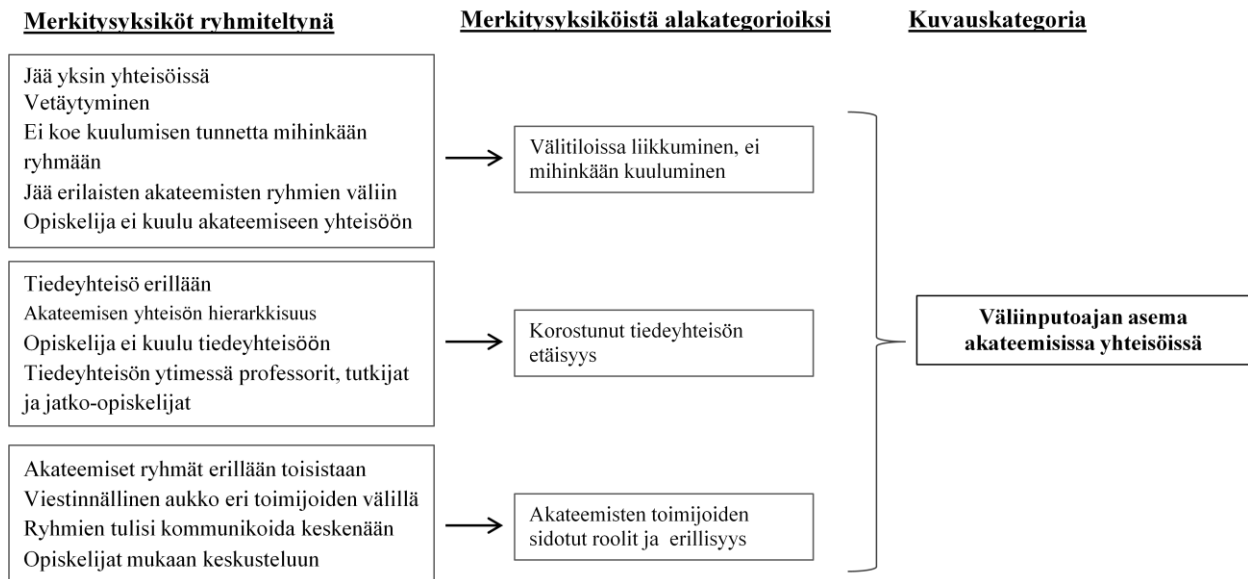 Merkitysyksiköt ryhmiteltynä
Merkitysyksiköistä alakategorioiksi
Kuvauskategoria
Jää yksin yhteisöissä
Vetäytyminen
Ei koe kuulumisen tunnetta mihinkään
ryhmään
Jää erilaisten akateemisten ryhmien väliin
Opiskelija ei kuulu akateemiseen yhteisöön
Välitiloissa liikkuminen, ei
mihinkään kuuluminen
Tiedeyhteisö erillään
Akateemisen yhteisön hierarkkisuus
Opiskelija ei kuulu tiedeyhteisöön
Tiedeyhteisön ytimessä professorit, tutkijat
ja jatko-opiskelijat
Korostunut tiedeyhteisön
etäisyys
Väliinputoajan asema
akateemisissa yhteisöissä
Akateemiset ryhmät erillään toisistaan
Viestinnällinen aukko eri toimijoiden välillä
Ryhmien tulisi kommunikoida keskenään
Opiskelijat mukaan keskusteluun
Akateemisten toimijoiden
sidotut roolit ja erillisyys